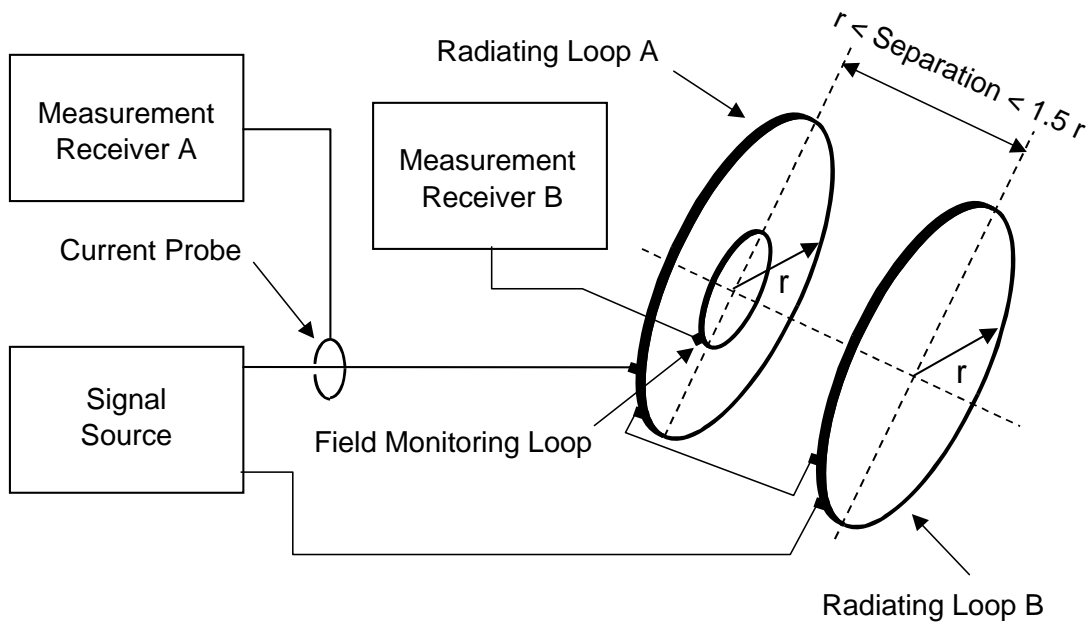 Radiating Loop A
r < Separation < 1.5 r
Measurement
Receiver A
Measurement
Receiver B
Current Probe
r
r
Signal
Source
Field Monitoring Loop
Radiating Loop B